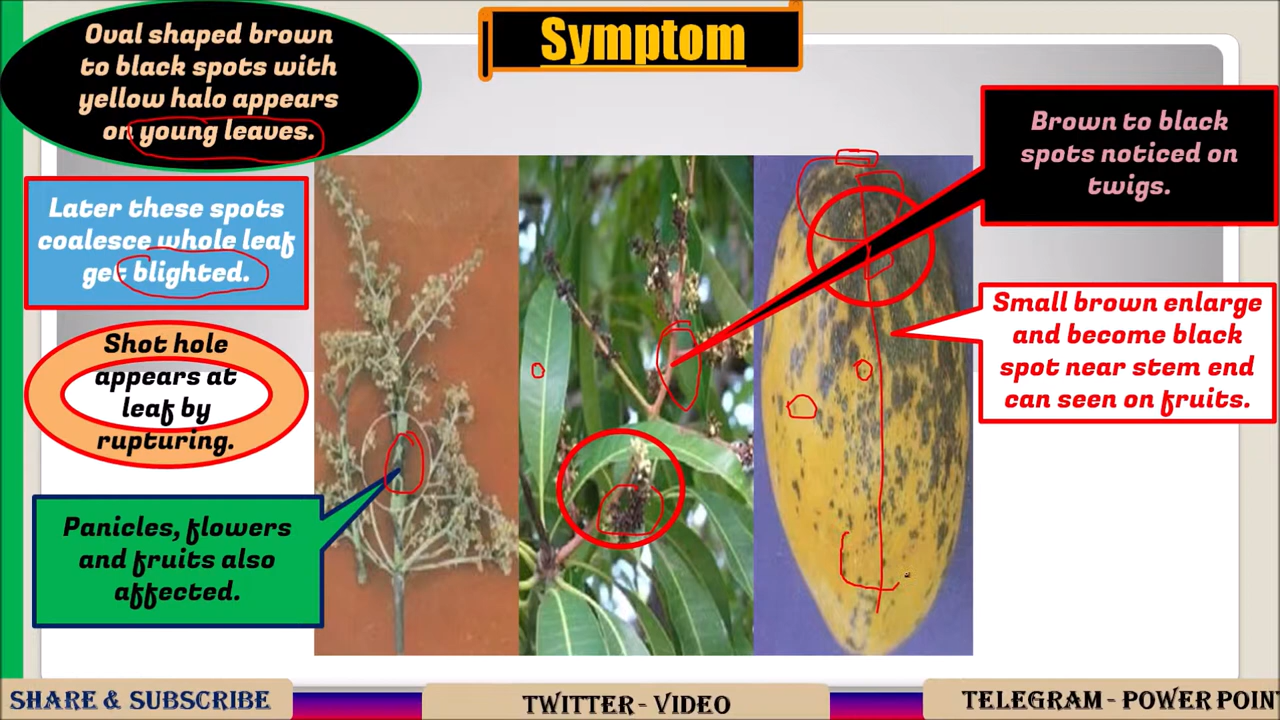 Symptom
Oval shaped brown
to black spots with
yellow halo appears
on young leaves.
Later these spots
coalesce whole leaf
get blighted.
Shot hole
appears at
leaf by
rupturing.
Panicles, flowers
and fruits also
affected.
Brown to black
spots noticed on
twigs.
Small brown enlarge
and become black
spot near stem end
can seen on fruits.
SHARE & SUBSCRIBE
TWITTER - VIDEO
TELEGRAM - POWER POIN